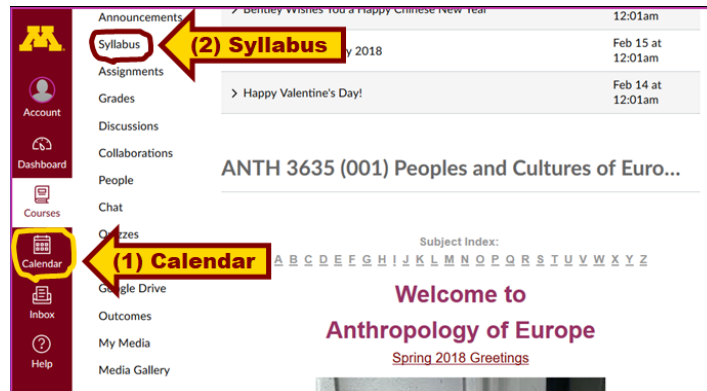 Account
Dashboard
Courses
Calendar
Inbox
Help
Announcements
Syllabus
Assignments
Grades
Discussions
Collaborations
People
Chat
Quizzes
Google Drive
Outcomes
My Media
Media Gallery
(2) Syllabus
(1) Calendar
> Bentley Wishes You a Happy Chinese New Year
12:01am
2018
Feb 15 at
12:01am
> Happy Valentine's Day!
Feb 14 at
12:01am
ANTH 3635 (001) Peoples and Cultures of Euro...
Subject Index:
A B C D E F G H I J K L M N O P Q R S T U V W X Y Z
Welcome to
Anthropology of Europe
Spring 2018 Greetings